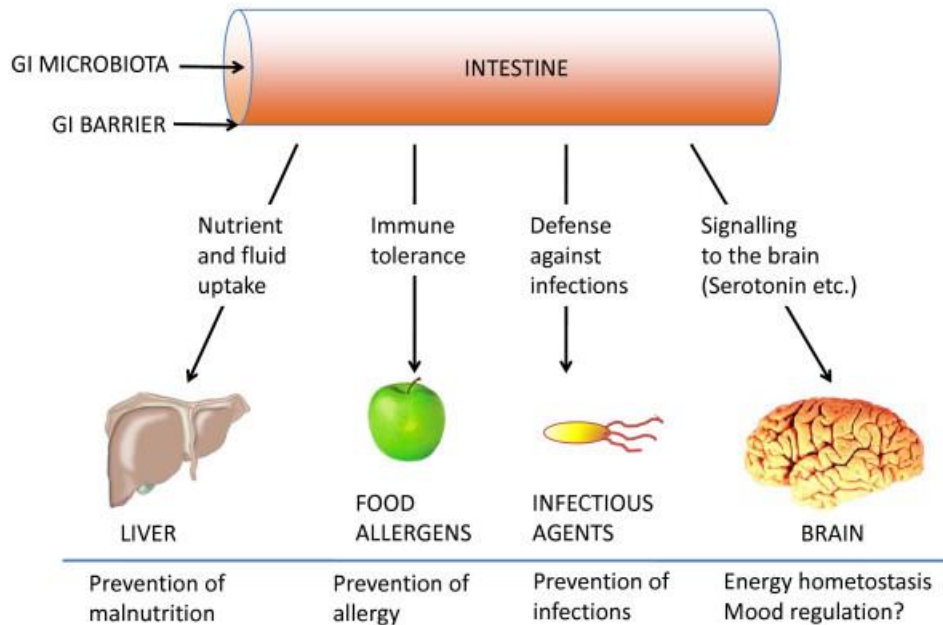 GI MICROBIOTA
INTESTINE
GI BARRIER
Nutrient
and fluid
uptake
Immune
tolerance
Defense
against
infections
Signalling
to the brain
(Serotonin etc.)
LIVER
FOOD
ALLERGENS
INFECTIOUS
AGENTS
BRAIN
Prevention of
malnutrition
Prevention of
allergy
Prevention of
infections
Energy hometostasis
Mood regulation?